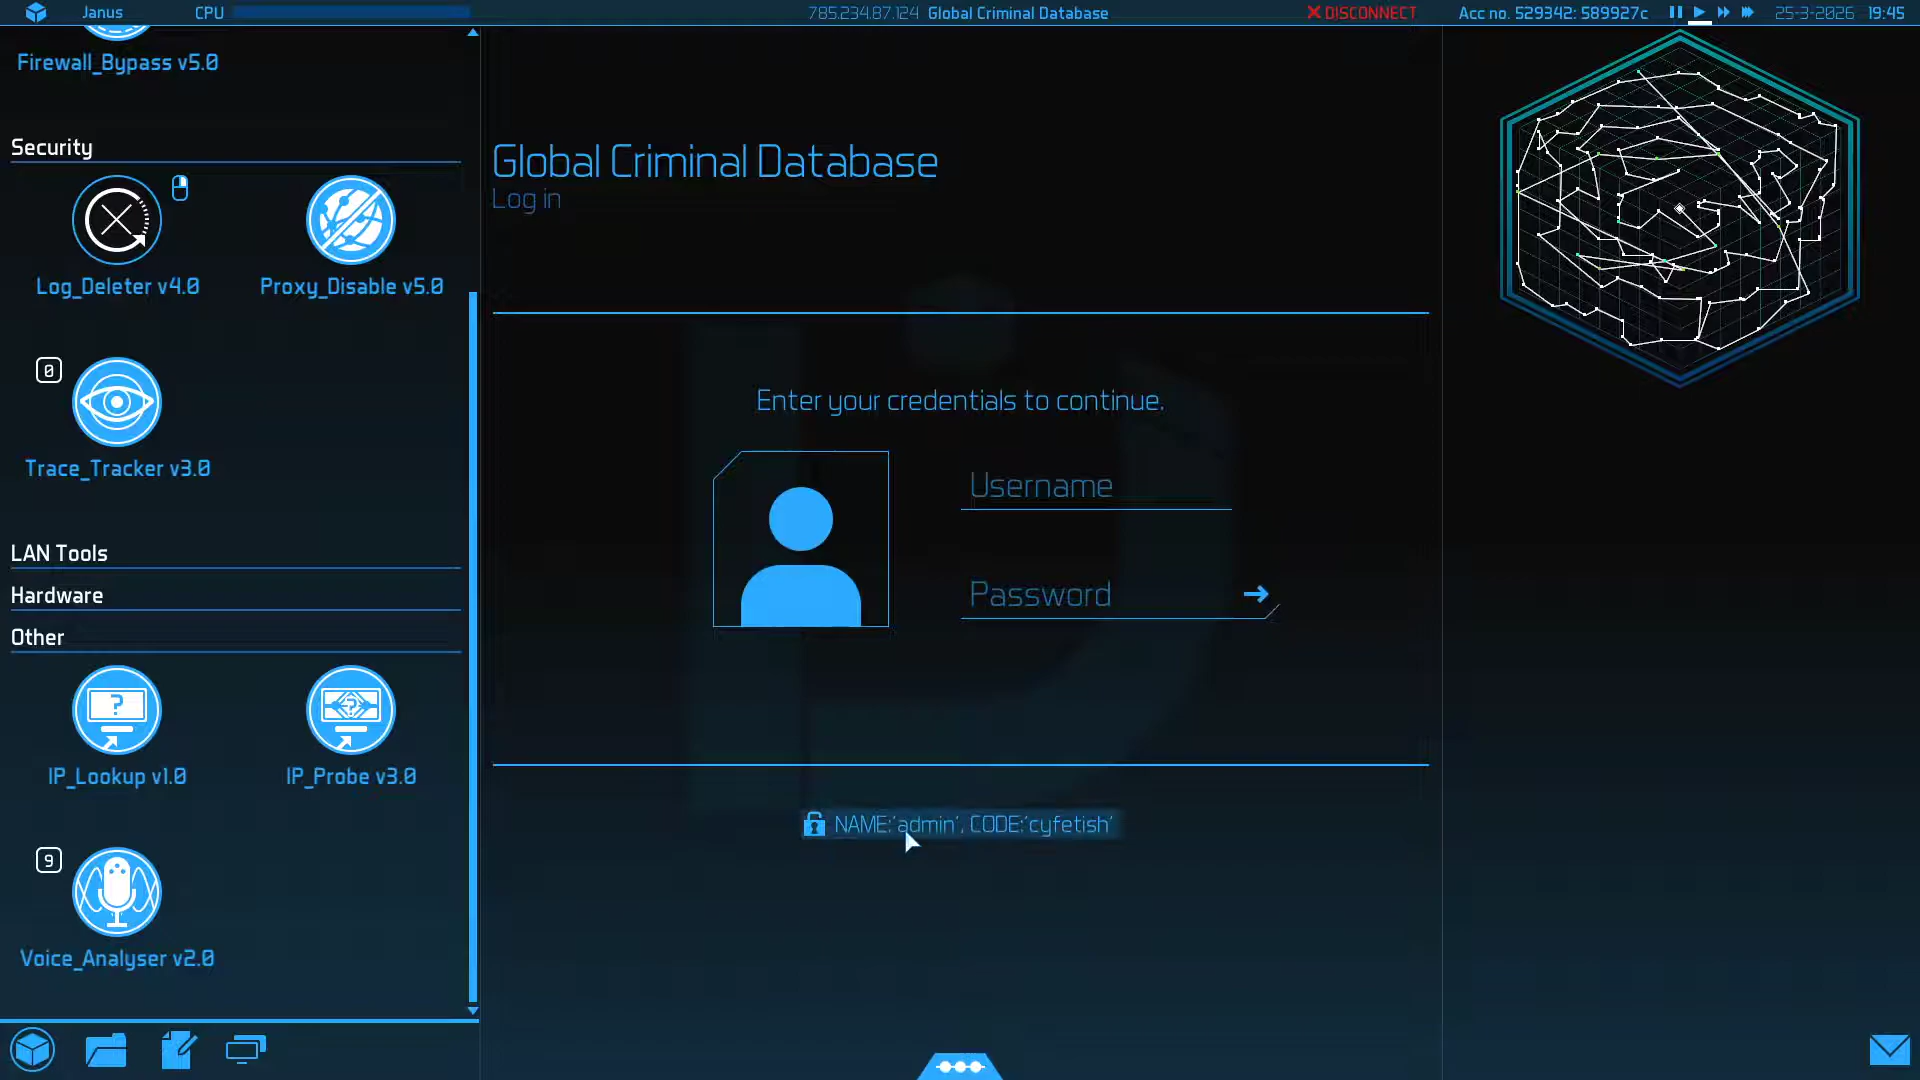 Janus
CPU
785.234.87.124 Global Criminal Database
DISCONNECT
Acc no. 529342: 589927c
25-3-2026 19:45
Firewall_Bypass v5.0
Security
Log_Deleter v4.0
Proxy_Disable v5.0
0
Trace_Tracker v3.0
LAN Tools
Hardware
Other
?
?
IP_Lookup v1.0
IP_Probe v3.0
9
Voice_Analyser v2.0
Global Criminal Database
Log in
Enter your credentials to continue.
Username
Password
NAME:'admin', CODE:'cyfetish'